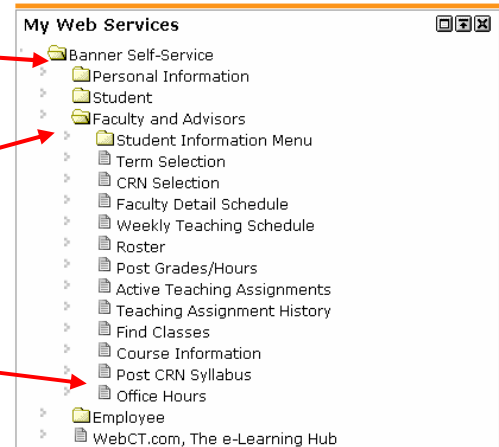 My Web Services
Banner Self-Service
Personal Information
Student
Faculty and Advisors
Student Information Menu
Term Selection
CRN Selection
Faculty Detail Schedule
Weekly Teaching Schedule
Roster
Post Grades/Hours
Active Teaching Assignments
Teaching Assignment History
Find Classes
Course Information
Post CRN Syllabus
Office Hours
Employee
WebCT.com, The e-Learning Hub